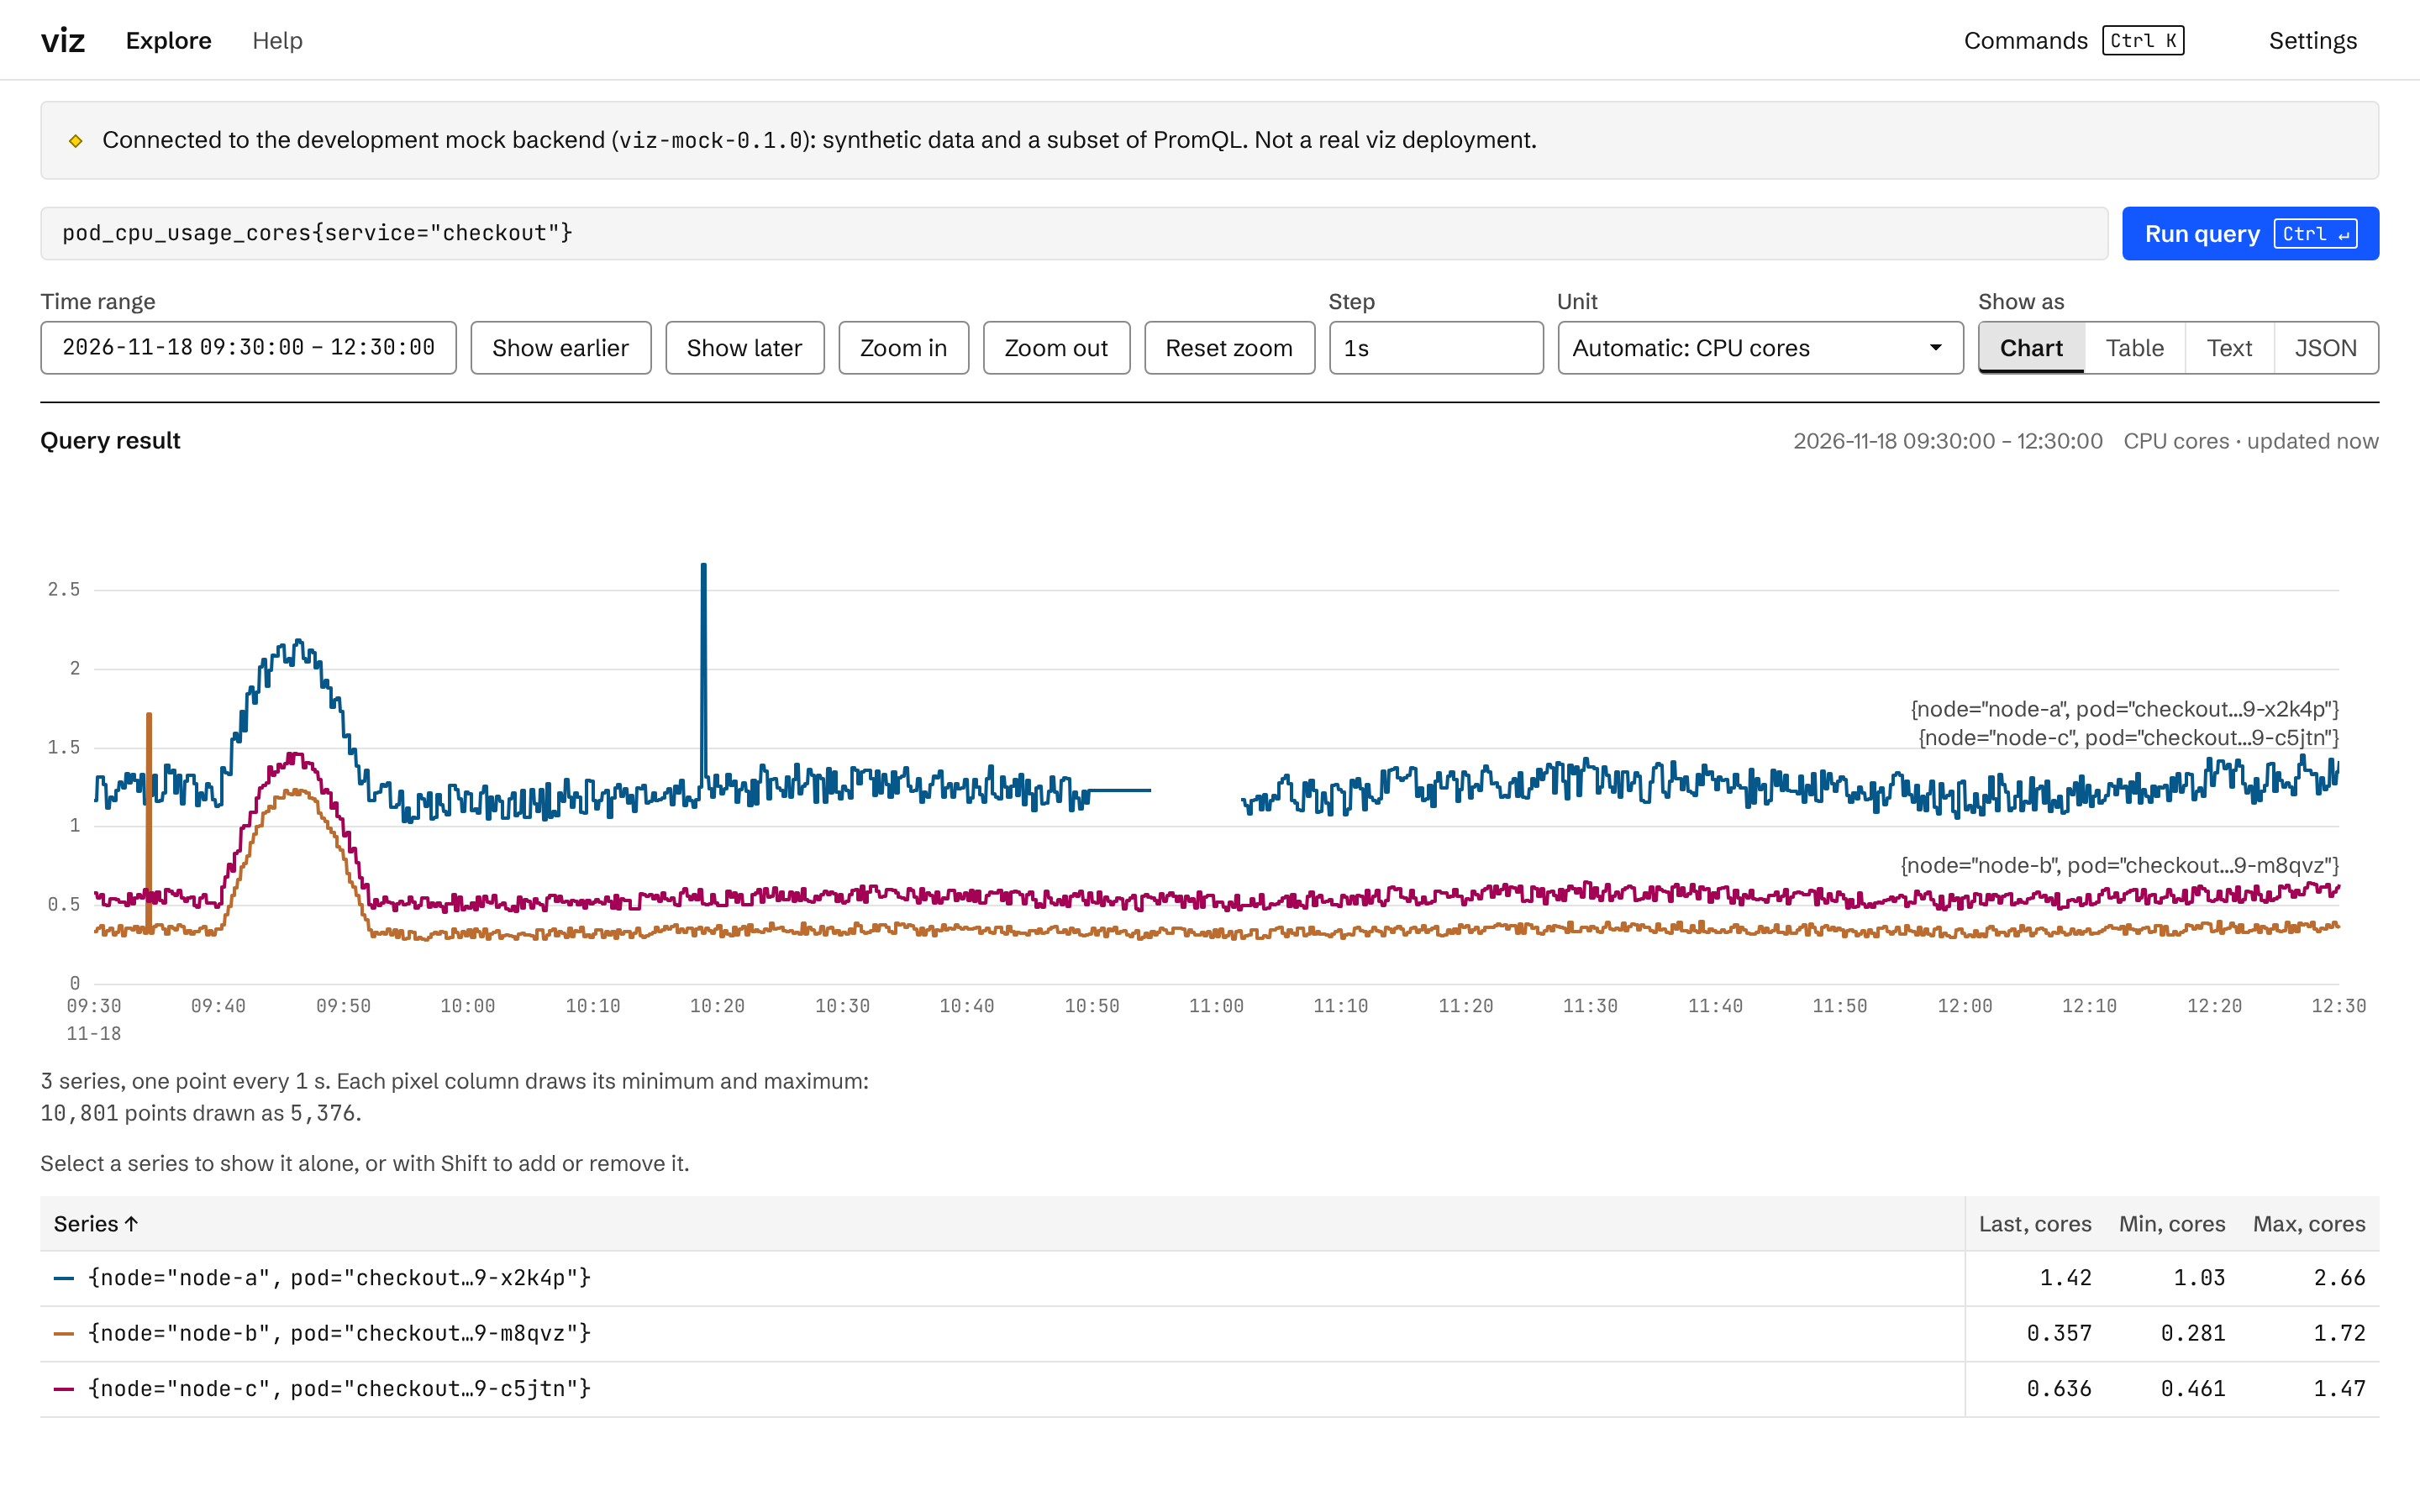 viz Explore Help Commands Ctrl K Settings
Connected to the development mock backend (viz-mock-0.1.0): synthetic data and a subset of PromQL. Not a real viz deployment.
pod_cpu_usage_cores{service="checkout"} Run query Ctrl ↵
Time range Step Unit Show as
2026-11-18 09:30:00 – 12:30:00 Show earlier Show later Zoom in Zoom out Reset zoom 1s Automatic: CPU cores Chart Table Text JSON
Query result 2026-11-18 09:30:00 – 12:30:00 CPU cores · updated now
2.5
2
{node="node-a", pod="checkout…9-x2k4p"}
{node="node-c", pod="checkout…9-c5jtn"}
1.5
1
{node="node-b", pod="checkout…9-m8qvz"}
0.5
0
09:30 09:40 09:50 10:00 10:10 10:20 10:30 10:40 10:50 11:00 11:10 11:20 11:30 11:40 11:50 12:00 12:10 12:20 12:30
11-18
3 series, one point every 1 s. Each pixel column draws its minimum and maximum:
10,801 points drawn as 5,376.
Select a series to show it alone, or with Shift to add or remove it.
Series ↑ Last, cores Min, cores Max, cores
{node="node-a", pod="checkout…9-x2k4p"} 1.42 1.03 2.66
{node="node-b", pod="checkout…9-m8qvz"} 0.357 0.281 1.72
{node="node-c", pod="checkout…9-c5jtn"} 0.636 0.461 1.47